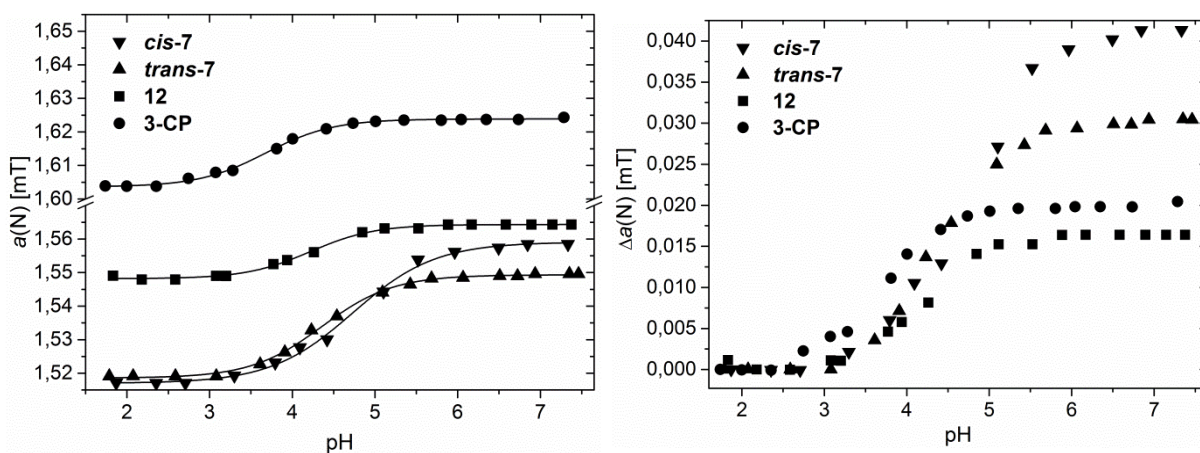 1,65
1,64
1,63
1,62
1,61
1,60
1,56
1,55
1,54
1,53
1,52
a(N) [mT]
cis-7
trans-7
12
3-CP
2 3 4 5 6 7
pH
0,040
0,035
0,030
0,025
0,020
0,015
0,010
0,005
0,000
Δa(N) [mT]
cis-7
trans-7
12
3-CP
2 3 4 5 6 7
pH